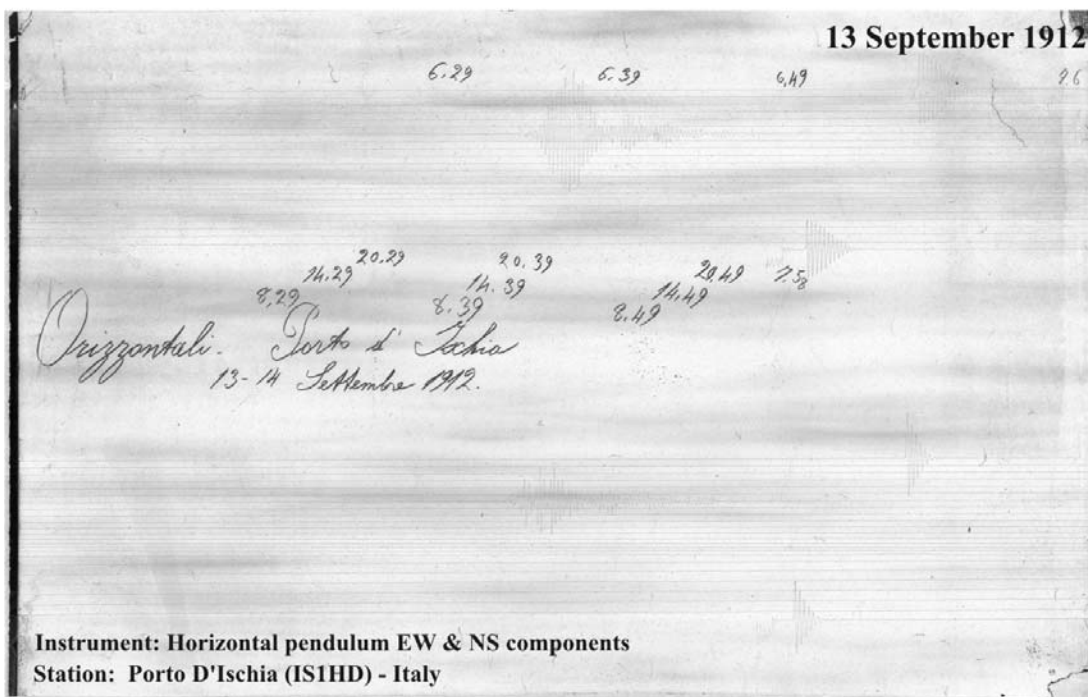 13 September 1912
6.29 6.39 6.49
20.29 20.39 20.49
14.29 14.39 14.49
8.29 8.39 8.49
Orizzontali. Porto d' Ischia
13-14 Settembre 1912.
Instrument: Horizontal pendulum EW & NS components
Station: Porto D'Ischia (IS1HD) - Italy